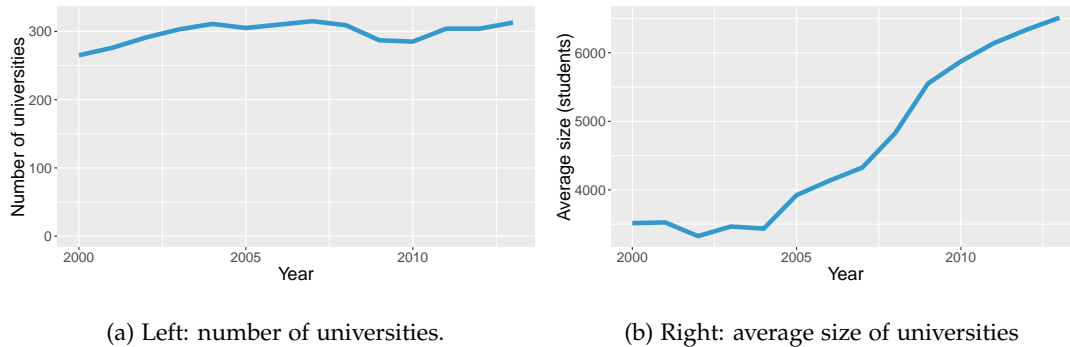 Number of universities
300
200
100
0
2000
2005
2010
Year
(a) Left: number of universities.
Average size (students)
6000
5000
4000
2000
2005
2010
Year
(b) Right: average size of universities